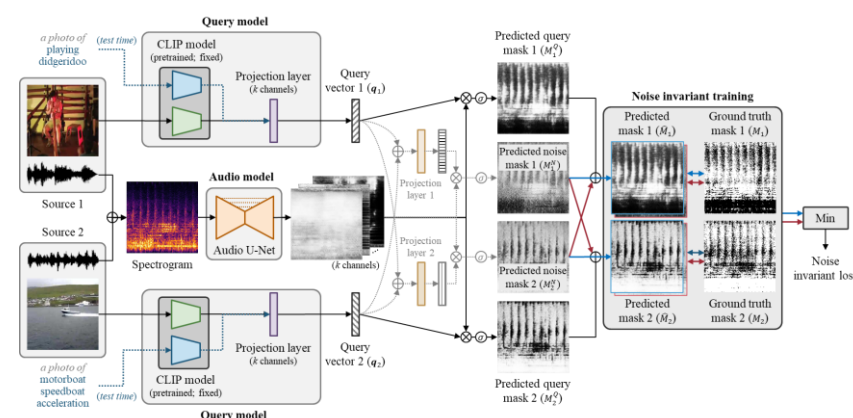 Query model
a photo of
playing
didgeridoo
(test time)
CLIP model
(pretrained; fixed)
Projection layer
(k channels)
Query
vector 1 (q₁)
Source 1
Source 2
Spectrogram
Audio model
Audio U-Net
(k channels)
Projection
layer 1
Projection
layer 2
Predicted query
mask 1 (M₁^Q)
σ
Predicted noise
mask 1 (M₁^N)
σ
σ
Predicted noise
mask 2 (M₂^N)
σ
Predicted query
mask 2 (M₂^Q)
Noise invariant training
Predicted
mask 1 (M̂₁)
Ground truth
mask 1 (M₁)
Predicted
mask 2 (M̂₂)
Ground truth
mask 2 (M₂)
Min
Noise
invariant los
a photo of
motorboat
speedboat
acceleration
(test time)
CLIP model
(pretrained; fixed)
Projection layer
(k channels)
Query
vector 2 (q₂)
Query model